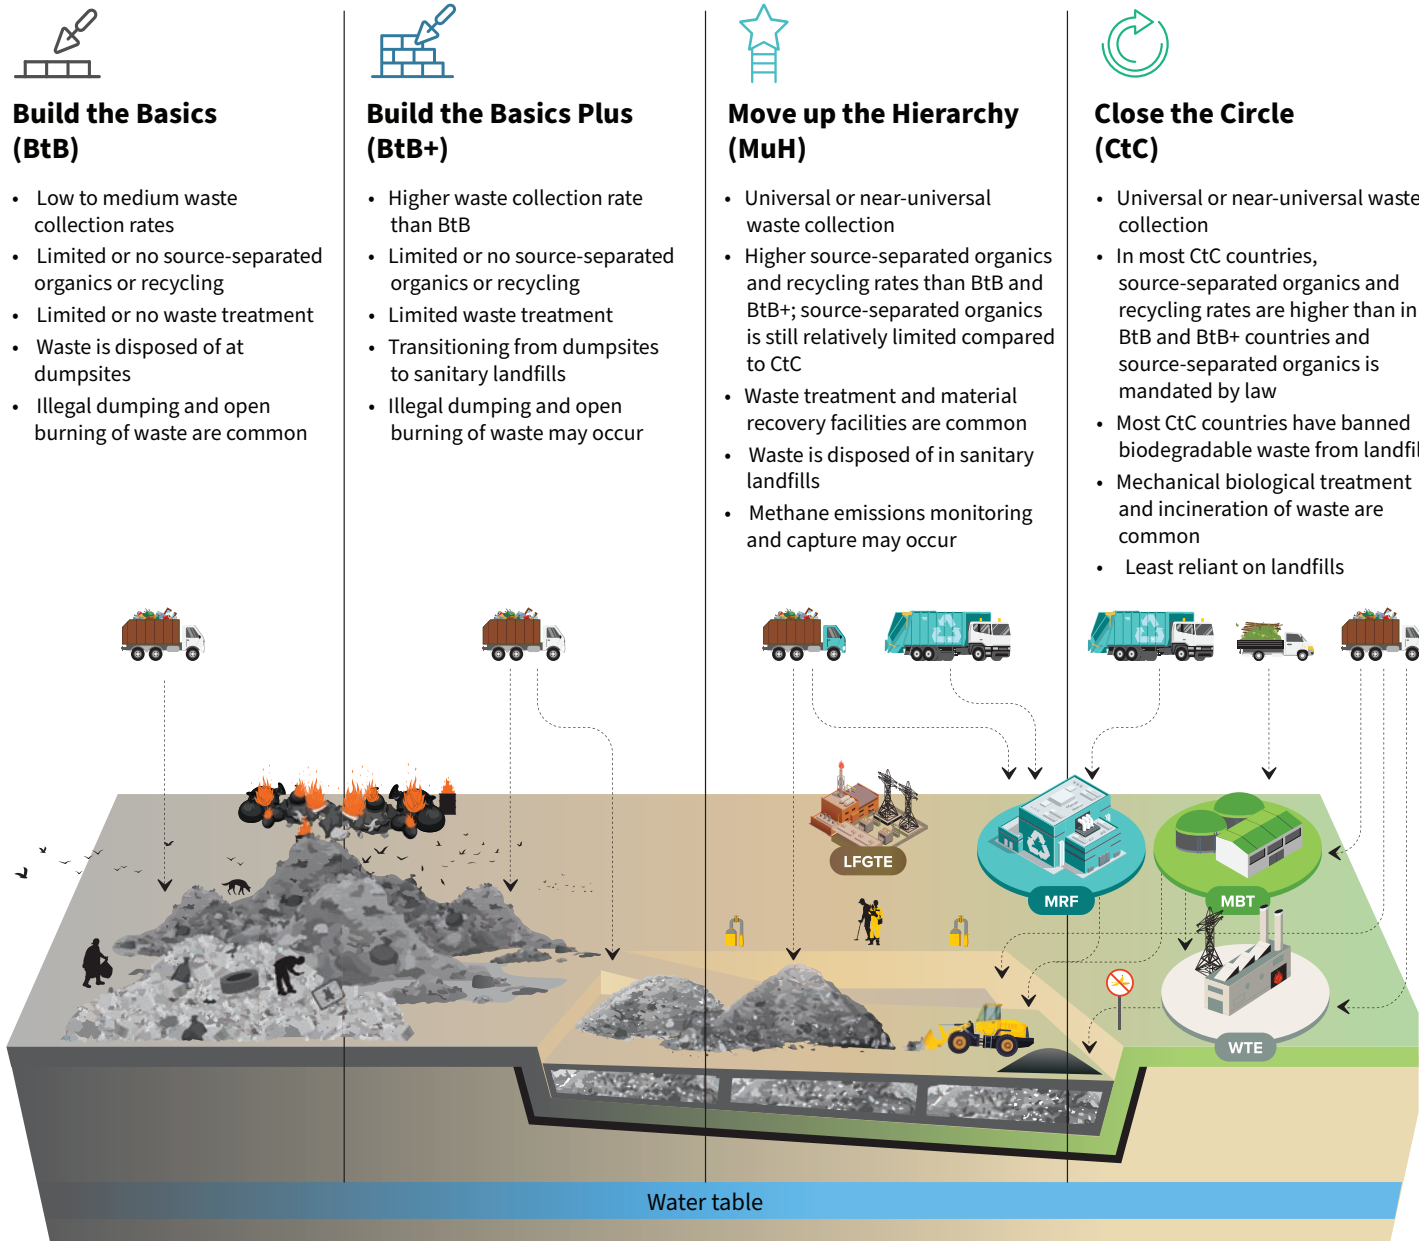 Build the Basics
(BtB)
• Low to medium waste
collection rates
• Limited or no source-separated
organics or recycling
• Limited or no waste treatment
• Waste is disposed of at
dumpsites
• Illegal dumping and open
burning of waste are common
Build the Basics Plus
(BtB+)
• Higher waste collection rate
than BtB
• Limited or no source-separated
organics or recycling
• Limited waste treatment
• Transitioning from dumpsites
to sanitary landfills
• Illegal dumping and open
burning of waste may occur
Move up the Hierarchy
(MuH)
• Universal or near-universal
waste collection
• Higher source-separated organics
and recycling rates than BtB and
BtB+; source-separated organics
is still relatively limited compared
to CtC
• Waste treatment and material
recovery facilities are common
• Waste is disposed of in sanitary
landfills
• Methane emissions monitoring
and capture may occur
Close the Circle
(CtC)
• Universal or near-universal waste
collection
• In most CtC countries,
source-separated organics and
recycling rates are higher than in
BtB and BtB+ countries and
source-separated organics is
mandated by law
• Most CtC countries have banned
biodegradable waste from
• Mechanical biological treatment
and incineration of waste are
common
• Least reliant on landfills
LFGTE
MRF
MBT
WTE
Water table